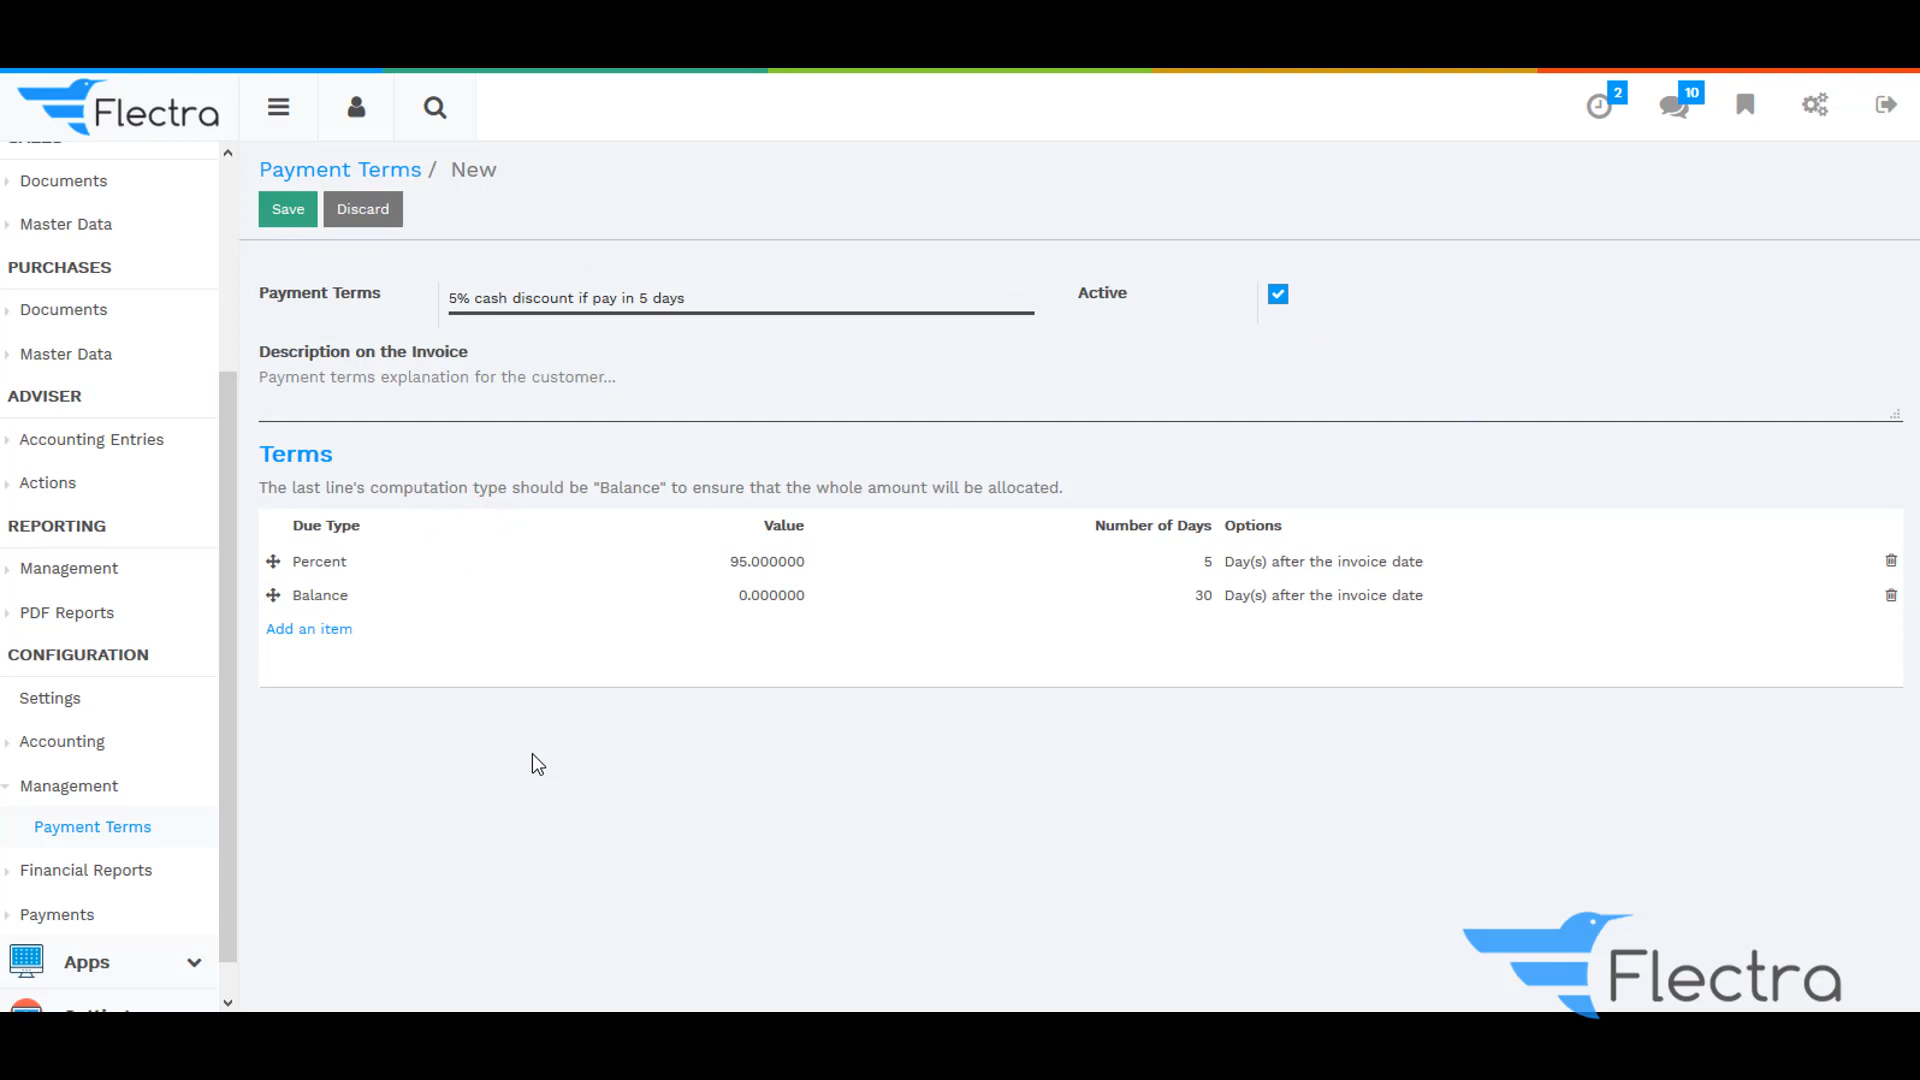 Flectra
2
10
SALES
Documents
Master Data
PURCHASES
Documents
Master Data
ADVISER
Accounting Entries
Actions
REPORTING
Management
PDF Reports
CONFIGURATION
Settings
Accounting
Management
Payment Terms
Financial Reports
Payments
Apps
Payment Terms / New
Save Discard
Payment Terms 5% cash discount if pay in 5 days Active
Description on the Invoice
Payment terms explanation for the customer...
Terms
The last line's computation type should be "Balance" to ensure that the whole amount will be allocated.
Due Type Value Number of Days Options
Percent 95.000000 5 Day(s) after the invoice date
Balance 0.000000 30 Day(s) after the invoice date
Add an item
Flectra